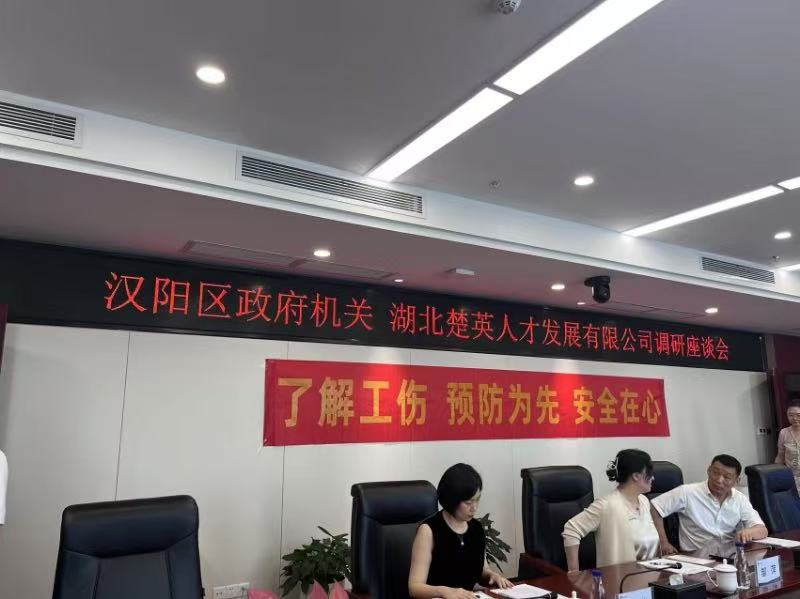 汉阳区政府机关 湖北楚英人才发展有限公司调研座谈会
了解工伤 预防为先 安全在心